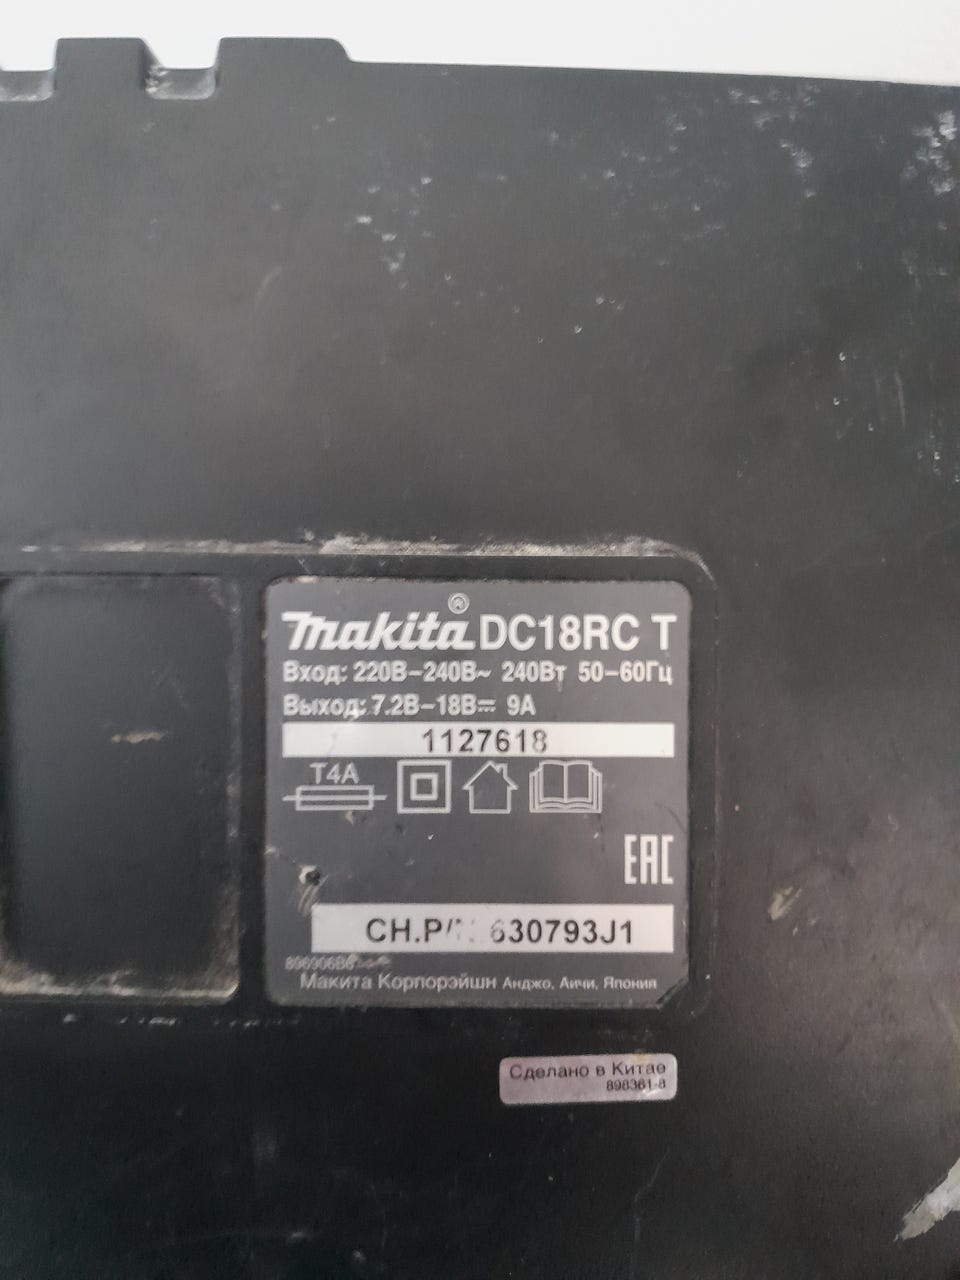 makita® DC18RC T
Вход: 220В–240В~ 240Вт 50–60Гц
Выход: 7.2В–18В⎓ 9А
1127618
T4A
EAC
CH.P/ 630793J1
Макита Корпорэйшн Анджо, Аичи, Япония
Сделано в Китае
898361-8